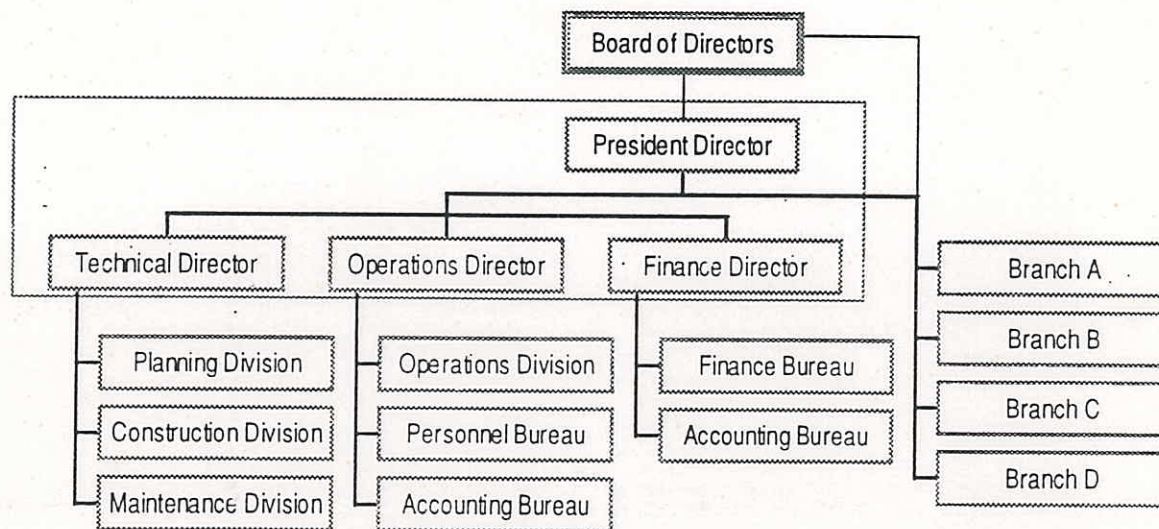 Board of Directors
President Director
Technical Director
Operations Director
Finance Director
Planning Division
Construction Division
Maintenance Division
Operations Division
Personnel Bureau
Accounting Bureau
Finance Bureau
Accounting Bureau
Branch A
Branch B
Branch C
Branch D